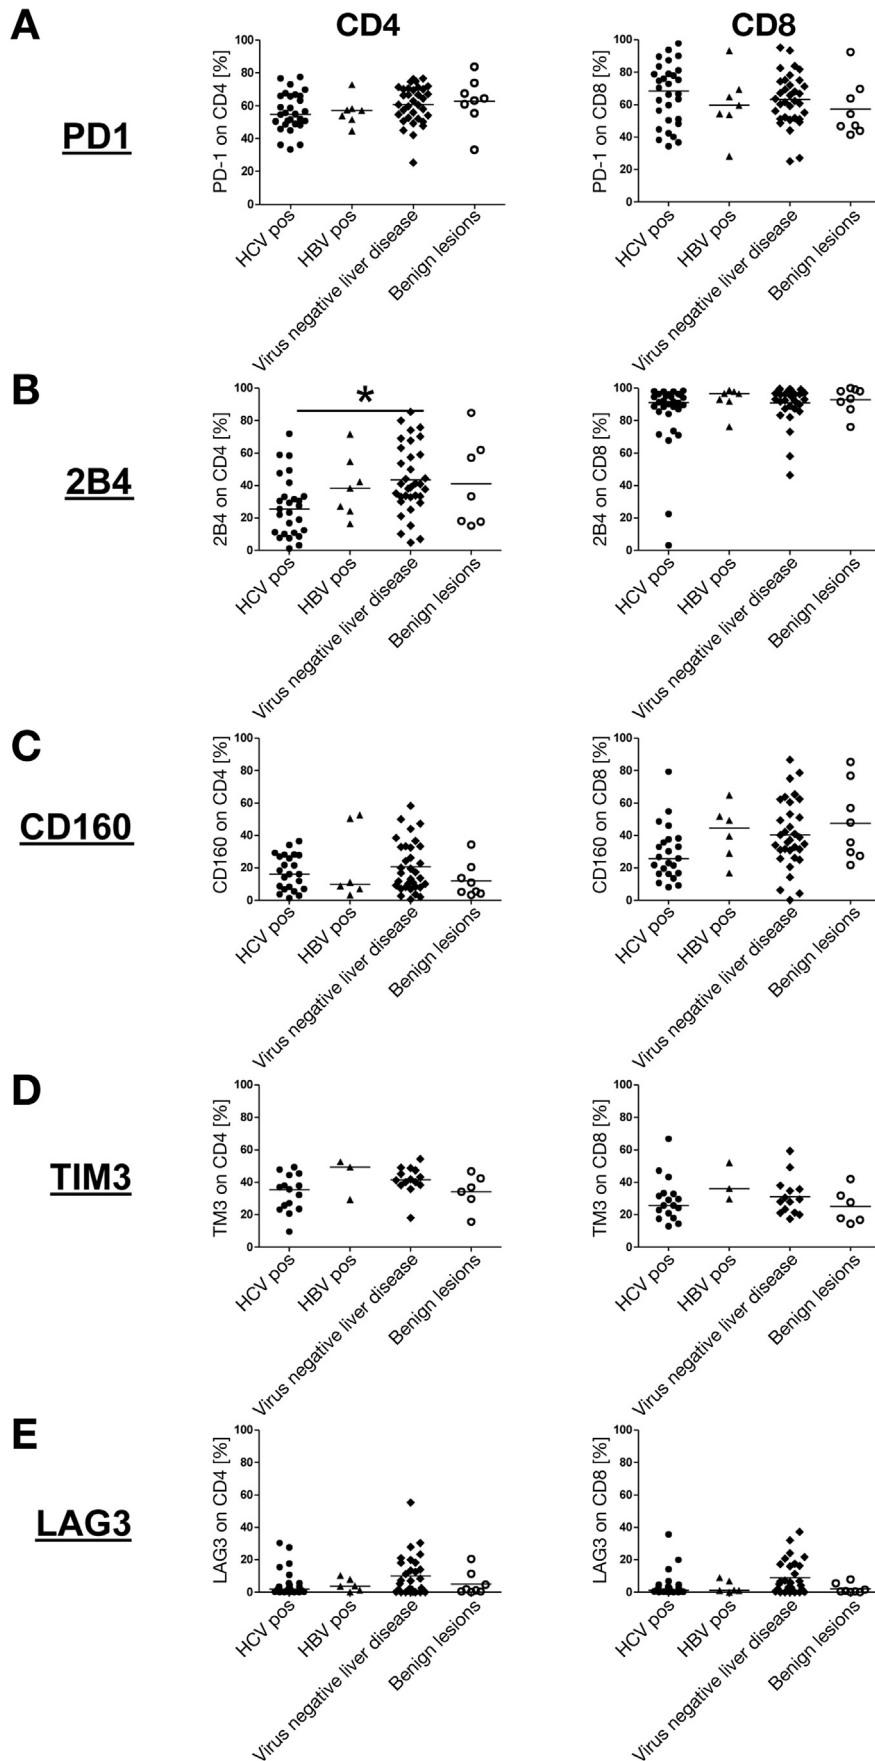 A
CD4
CD8
PD1
PD-1 on CD4 [%]
100
80
60
40
20
0
HCV pos
HBV pos
Virus negative liver disease
Benign lesions
PD-1 on CD8 [%]
100
80
60
40
20
0
HCV pos
HBV pos
Virus negative liver disease
Benign lesions
B
2B4
2B4 on CD4 [%]
100
80
60
40
20
0
*
HCV pos
HBV pos
Virus negative liver disease
Benign lesions
2B4 on CD8 [%]
100
80
60
40
20
0
HCV pos
HBV pos
Virus negative liver disease
Benign lesions
C
CD160
CD160 on CD4 [%]
100
80
60
40
20
0
HCV pos
HBV pos
Virus negative liver disease
Benign lesions
CD160 on CD8 [%]
100
80
60
40
20
0
HCV pos
HBV pos
Virus negative liver disease
Benign lesions
D
TIM3
TM3 on CD4 [%]
100
80
60
40
20
0
HCV pos
HBV pos
Virus negative liver disease
Benign lesions
TM3 on CD8 [%]
100
80
60
40
20
0
HCV pos
HBV pos
Virus negative liver disease
Benign lesions
E
LAG3
LAG3 on CD4 [%]
100
80
60
40
20
0
HCV pos
HBV pos
Virus negative liver disease
Benign lesions
LAG3 on CD8 [%]
100
80
60
40
20
0
HCV pos
HBV pos
Virus negative liver disease
Benign lesions